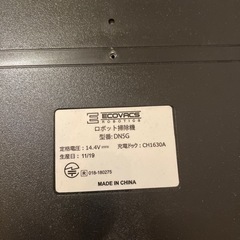 ECOVACS
ROBOTICS
ロボット掃除機
型番: DN5G
定格電圧：14.4V⎓ 充電ドック：CH1630A
生産日：11/19
018-180275
MADE IN CHINA